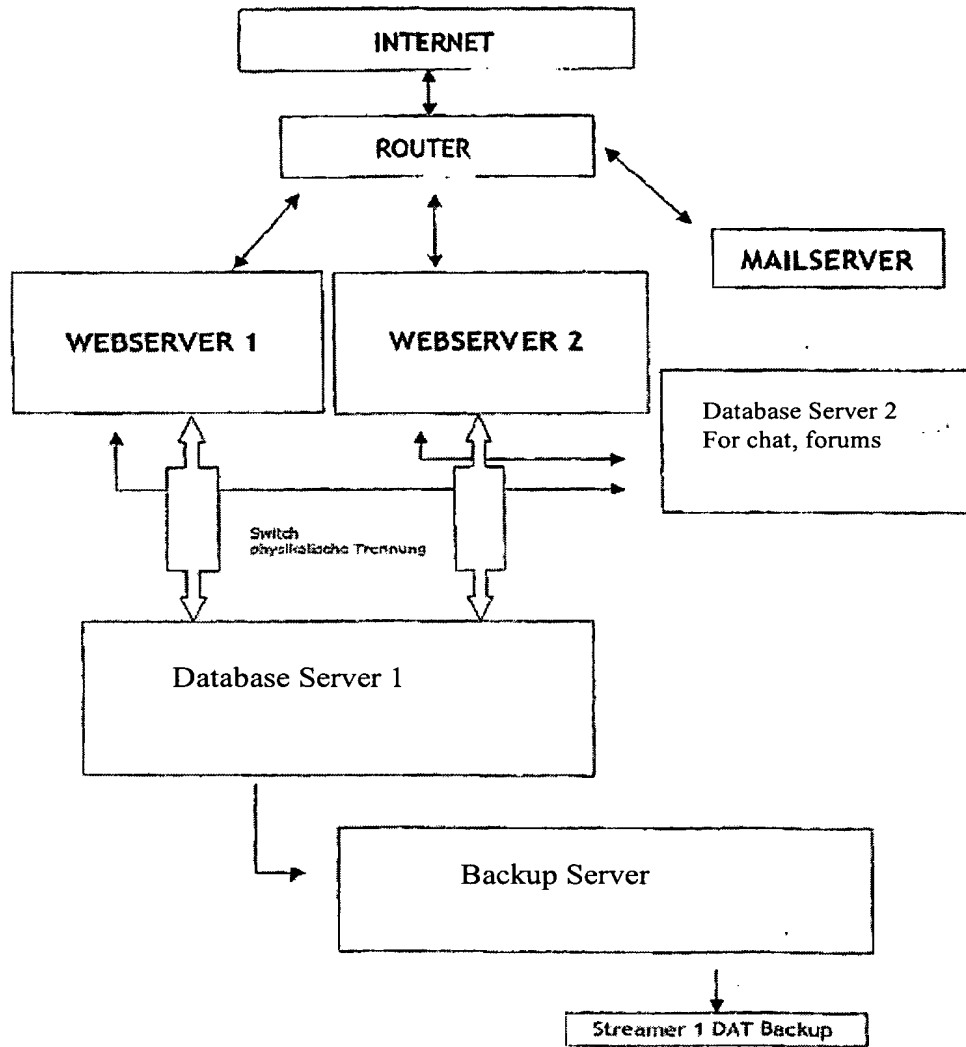 INTERNET
ROUTER
MAILSERVER
WEBSERVER 1
WEBSERVER 2
Database Server 2
For chat, forums
Switch
physikalische Trennung
Database Server 1
Backup Server
Streamer 1 DAT Backup